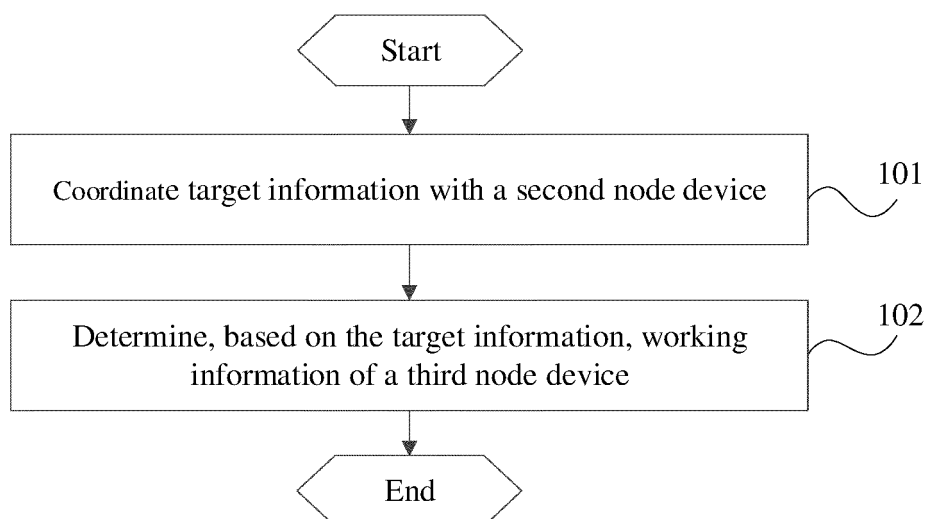 Start
Coordinate target information with a second node device
101
Determine, based on the target information, working
information of a third node device
102
End